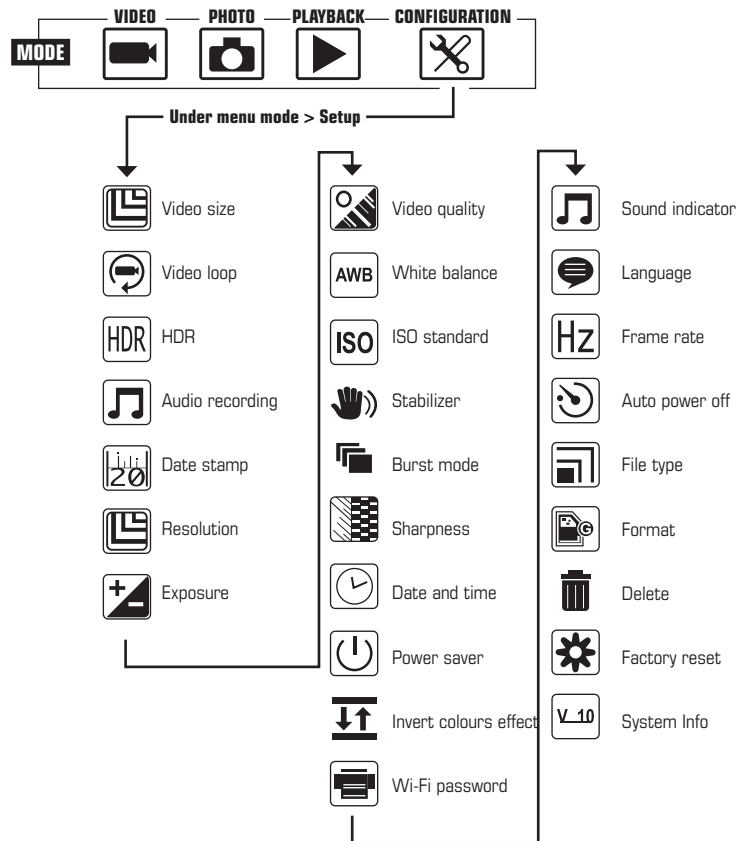 VIDEO PHOTO PLAYBACK CONFIGURATION
MODE
Under menu mode > Setup
Video size
Video loop
HDR HDR
Audio recording
20 Date stamp
Resolution
Exposure
Video quality
AWB White balance
ISO ISO standard
Stabilizer
Burst mode
Sharpness
Date and time
Power saver
Invert colours effect
Wi-Fi password
Sound indicator
Language
Hz Frame rate
Auto power off
File type
G Format
Delete
Factory reset
V 10 System Info